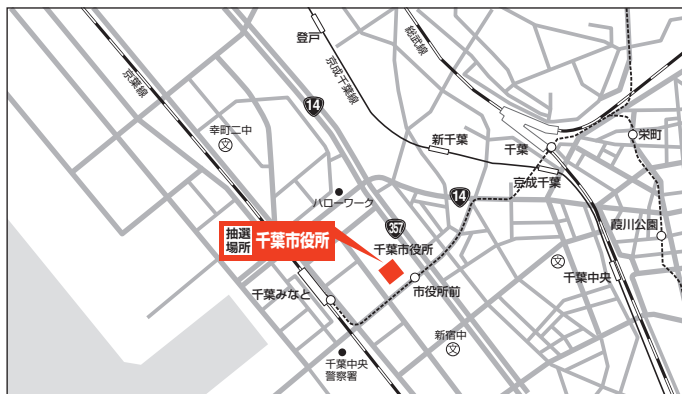 登戸
総武線
京葉線
京成千葉線
14
幸町二中
文
新千葉
千葉
栄町
京成千葉
ハローワーク
14
抽選
場所
千葉市役所
357
千葉市役所
葭川公園
文
千葉中央
千葉みなと
市役所前
新宿中
文
千葉中央
警察署